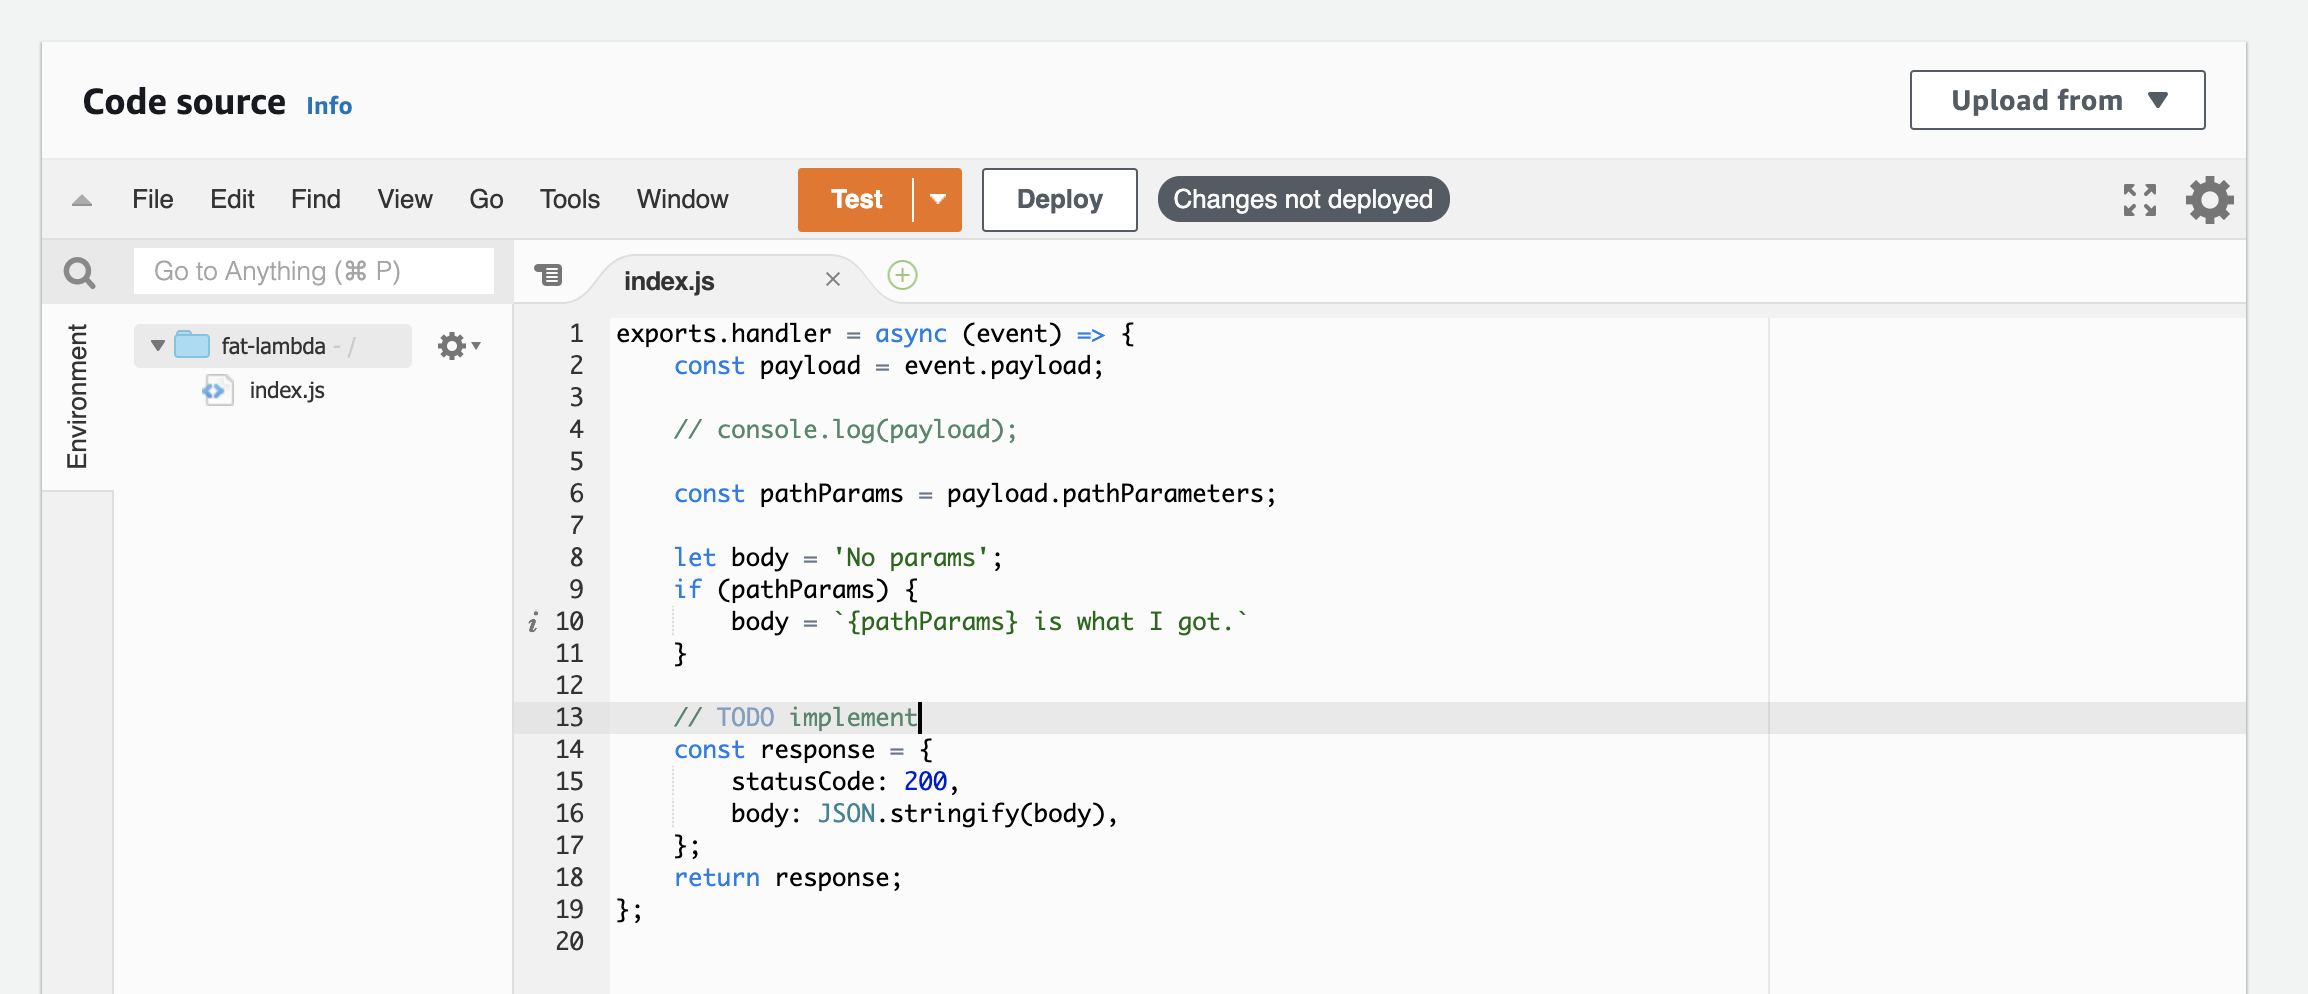 Code source Info
Upload from
File Edit Find View Go Tools Window Test Deploy Changes not deployed
Go to Anything (⌘ P)
index.js
Environment
fat-lambda - /
index.js
1 exports.handler = async (event) => {
2     const payload = event.payload;
3
4     // console.log(payload);
5
6     const pathParams = payload.pathParameters;
7
8     let body = 'No params';
9     if (pathParams) {
i 10         body = `{pathParams} is what I got.`
11     }
12
13     // TODO implement
14     const response = {
15         statusCode: 200,
16         body: JSON.stringify(body),
17     };
18     return response;
19 };
20